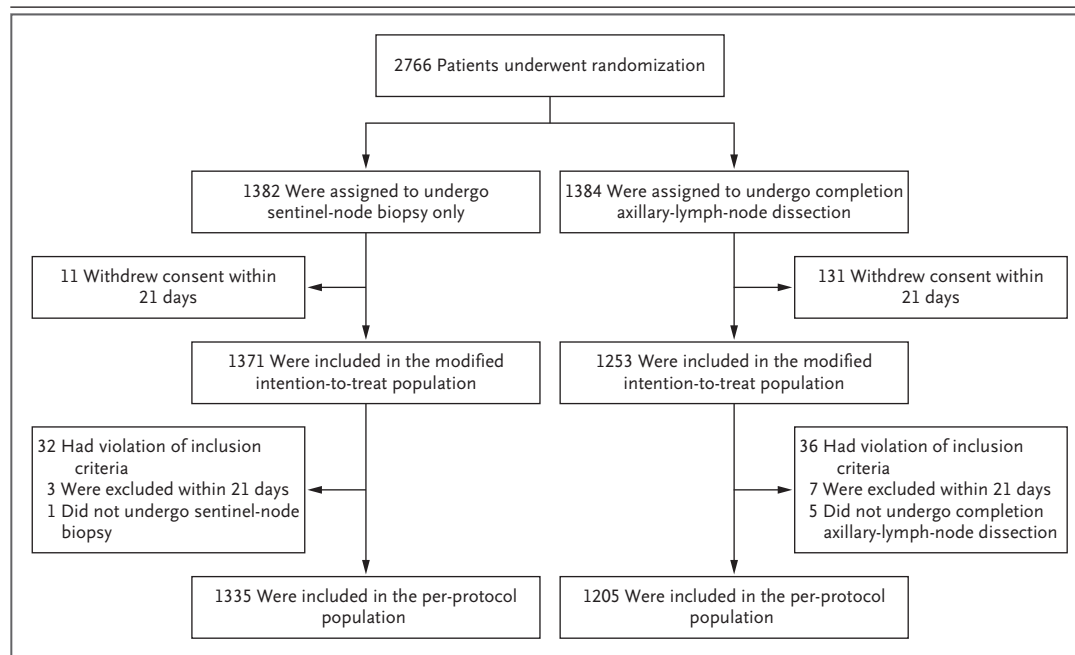 2766 Patients underwent randomization
1382 Were assigned to undergo
sentinel-node biopsy only
1384 Were assigned to undergo completion
axillary-lymph-node dissection
11 Withdrew consent within
21 days
131 Withdrew consent within
21 days
1371 Were included in the modified
intention-to-treat population
1253 Were included in the modified
intention-to-treat population
32 Had violation of inclusion
criteria
3 Were excluded within 21 days
1 Did not undergo sentinel-node
biopsy
36 Had violation of inclusion
criteria
7 Were excluded within 21 days
5 Did not undergo completion
axillary-lymph-node dissection
1335 Were included in the per-protocol
population
1205 Were included in the per-protocol
population